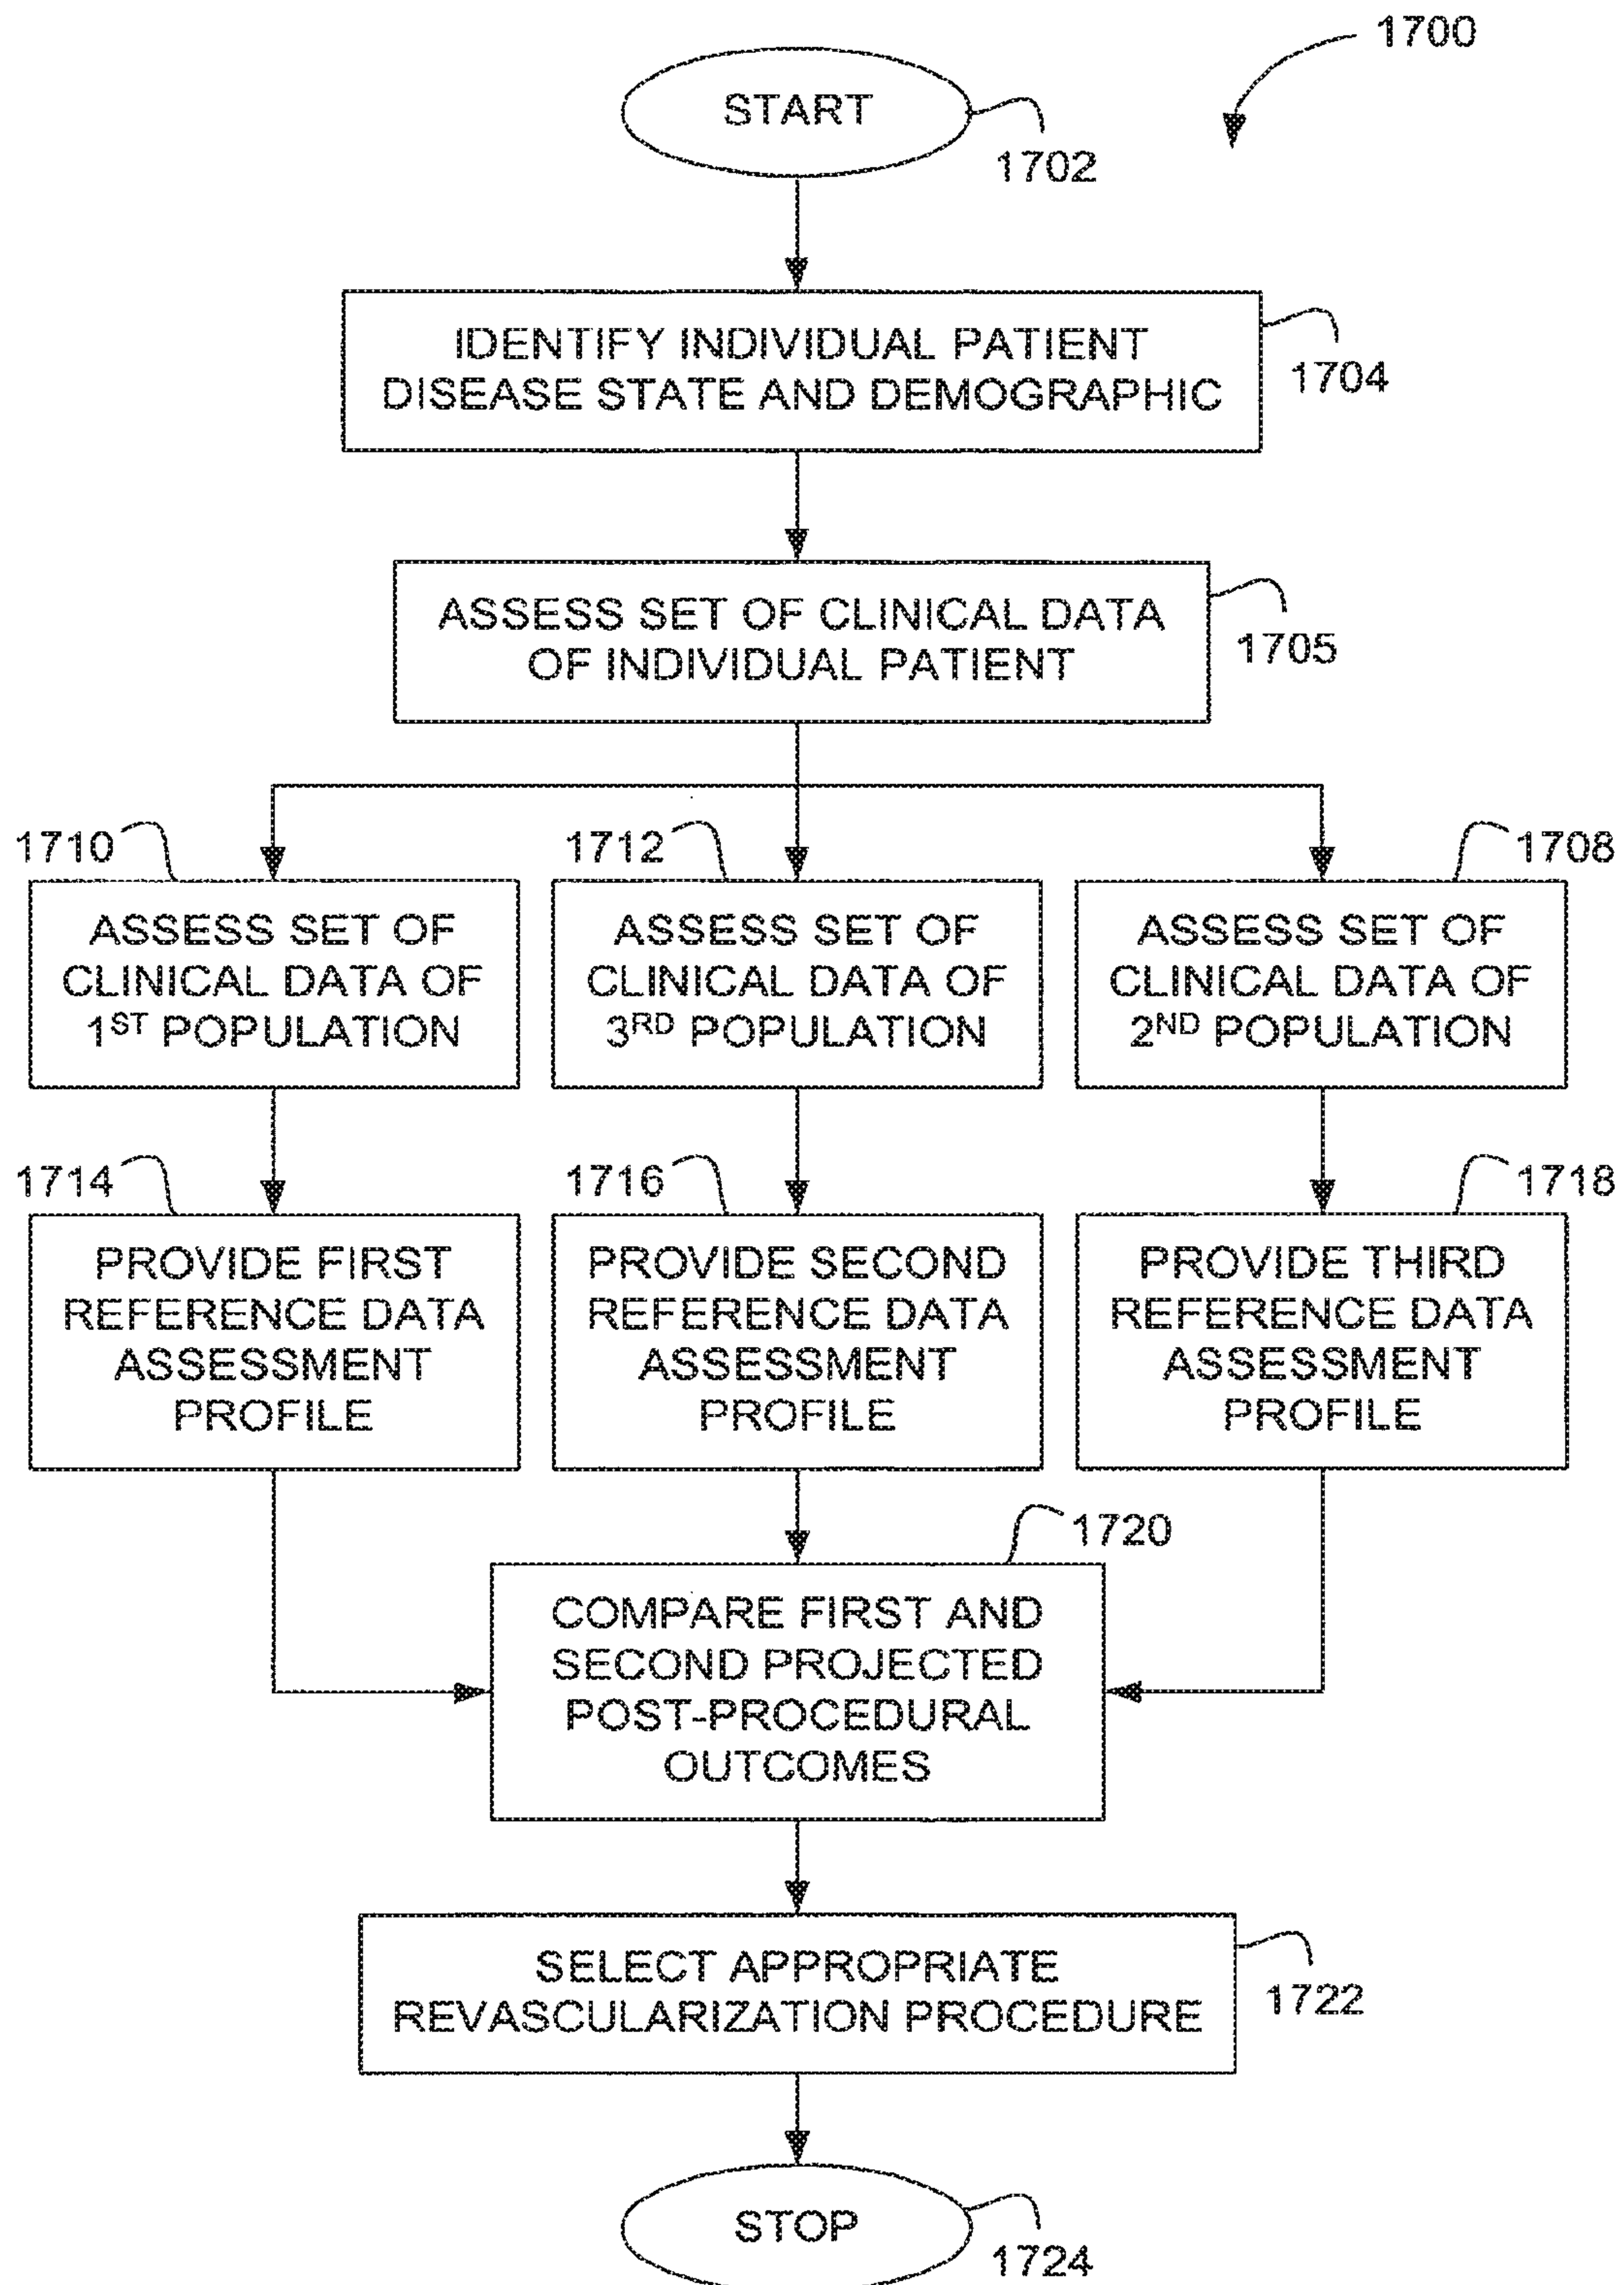 1700
START
1702
IDENTIFY INDIVIDUAL PATIENT
DISEASE STATE AND DEMOGRAPHIC
1704
ASSESS SET OF CLINICAL DATA
OF INDIVIDUAL PATIENT
1705
1710
ASSESS SET OF
CLINICAL DATA OF
1ST POPULATION
1712
ASSESS SET OF
CLINICAL DATA OF
3RD POPULATION
1708
ASSESS SET OF
CLINICAL DATA OF
2ND POPULATION
1714
PROVIDE FIRST
REFERENCE DATA
ASSESSMENT
PROFILE
1716
PROVIDE SECOND
REFERENCE DATA
ASSESSMENT
PROFILE
1718
PROVIDE THIRD
REFERENCE DATA
ASSESSMENT
PROFILE
1720
COMPARE FIRST AND
SECOND PROJECTED
POST-PROCEDURAL
OUTCOMES
SELECT APPROPRIATE
REVASCULARIZATION PROCEDURE
1722
STOP
1724